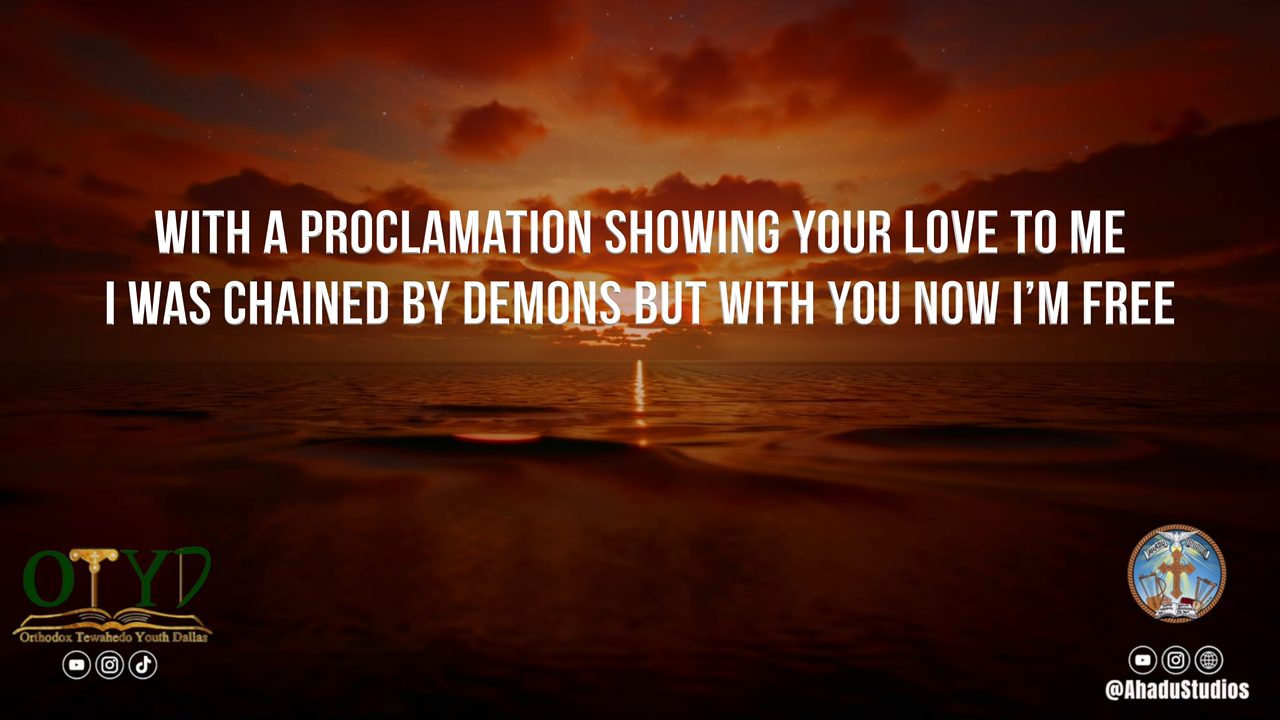 WITH A PROCLAMATION SHOWING YOUR LOVE TO ME
I WAS CHAINED BY DEMONS BUT WITH YOU NOW I'M FREE
OTYD
Orthodox Tewahedo Youth Dallas
@AhaduStudios